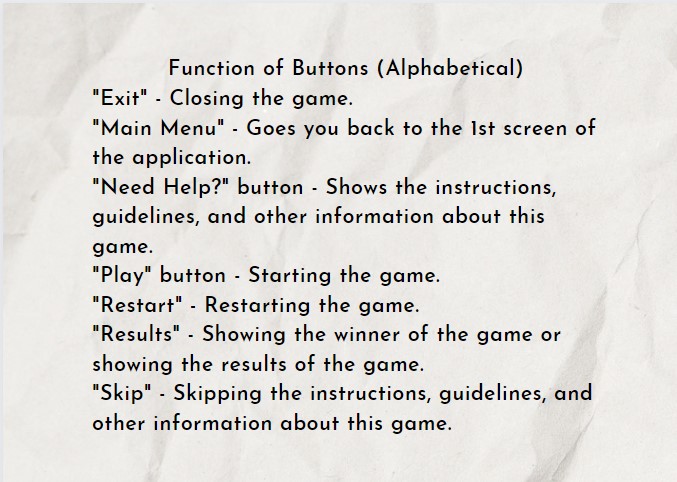 Function of Buttons (Alphabetical)
"Exit" - Closing the game.
"Main Menu" - Goes you back to the 1st screen of
the application.
"Need Help?" button - Shows the instructions,
guidelines, and other information about this
game.
"Play" button - Starting the game.
"Restart" - Restarting the game.
"Results" - Showing the winner of the game or
showing the results of the game.
"Skip" - Skipping the instructions, guidelines, and
other information about this game.